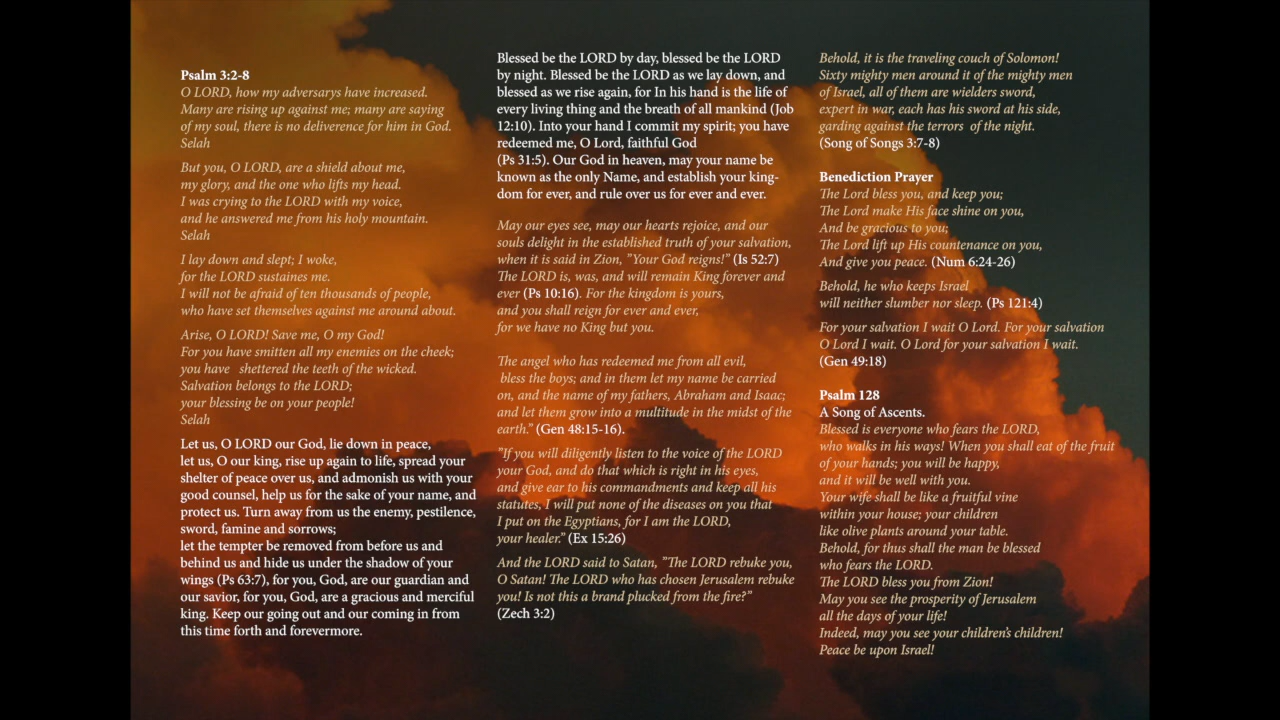 Psalm 3:2-8
O LORD, how my adversarys have increased.
Many are rising up against me; many are saying
of my soul, there is no deliverence for him in God.
Selah
But you, O LORD, are a shield about me,
my glory, and the one who lifts my head.
I was crying to the LORD with my voice,
and he answered me from his holy mountain.
Selah
I lay down and slept; I woke,
for the LORD sustaines me.
I will not be afraid of ten thousands of people,
who have set themselves against me around about.
Arise, O LORD! Save me, O my God!
For you have smitten all my enemies on the cheek;
you have shettered the teeth of the wicked.
Salvation belongs to the LORD;
your blessing be on your people!
Selah
Let us, O LORD our God, lie down in peace,
let us, O our king, rise up again to life, spread your
shelter of peace over us, and admonish us with your
good counsel, help us for the sake of your name, and
protect us. Turn away from us the enemy, pestilence,
sword, famine and sorrows;
let the tempter be removed from before us and
behind us and hide us under the shadow of your
wings (Ps 63:7), for you, God, are our guardian and
our savior, for you, God, are a gracious and merciful
king. Keep our going out and our coming in from
this time forth and forevermore.
Blessed be the LORD by day, blessed be the LORD
by night. Blessed be the LORD as we lay down, and
blessed as we rise again, for In his hand is the life of
every living thing and the breath of all mankind (Job
12:10). Into your hand I commit my spirit; you have
redeemed me, O Lord, faithful God
(Ps 31:5). Our God in heaven, may your name be
known as the only Name, and establish your king-
dom for ever, and rule over us for ever and ever.
May our eyes see, may our hearts rejoice, and our
souls delight in the established truth of your salvation,
when it is said in Zion, "Your God reigns!" (Is 52:7)
The LORD is, was, and will remain King forever and
ever (Ps 10:16). For the kingdom is yours,
and you shall reign for ever and ever,
for we have no King but you.
The angel who has redeemed me from all evil,
bless the boys; and in them let my name be carried
on, and the name of my fathers, Abraham and Isaac;
and let them grow into a multitude in the midst of the
earth." (Gen 48:15-16).
"If you will diligently listen to the voice of the LORD
your God, and do that which is right in his eyes,
and give ear to his commandments and keep all his
statutes, I will put none of the diseases on you that
I put on the Egyptians, for I am the LORD,
your healer." (Ex 15:26)
And the LORD said to Satan, "The LORD rebuke you,
O Satan! The LORD who has chosen Jerusalem rebuke
you! Is not this a brand plucked from the fire?"
(Zech 3:2)
Behold, it is the traveling couch of Solomon!
Sixty mighty men around it of the mighty men
of Israel, all of them are wielders sword,
expert in war, each has his sword at his side,
garding against the terrors of the night.
(Song of Songs 3:7-8)
Benediction Prayer
The Lord bless you, and keep you;
The Lord make His face shine on you,
And be gracious to you;
The Lord lift up His countenance on you,
And give you peace. (Num 6:24-26)
Behold, he who keeps Israel
will neither slumber nor sleep. (Ps 121:4)
For your salvation I wait O Lord. For your salvation
O Lord I wait. O Lord for your salvation I wait.
(Gen 49:18)
Psalm 128
A Song of Ascents.
Blessed is everyone who fears the LORD,
who walks in his ways! When you shall eat of the fruit
of your hands; you will be happy,
and it will be well with you.
Your wife shall be like a fruitful vine
within your house; your children
like olive plants around your table.
Behold, for thus shall the man be blessed
who fears the LORD.
The LORD bless you from Zion!
May you see the prosperity of Jerusalem
all the days of your life!
Indeed, may you see your children's children!
Peace be upon Israel!